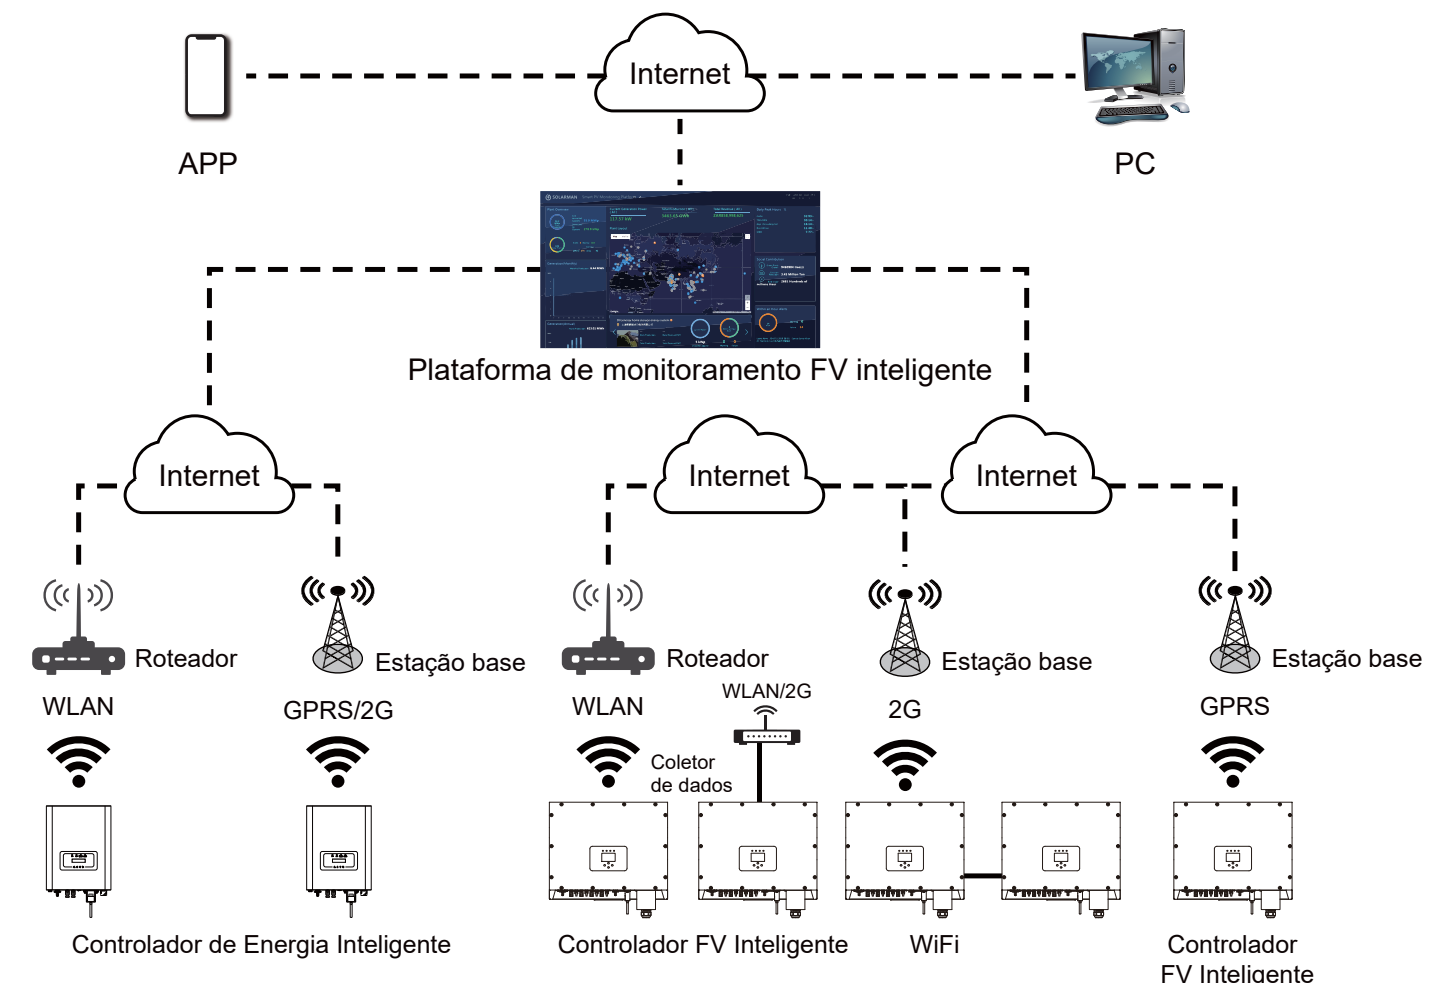 Internet
APP
PC
SOLARMAN
Plataforma de monitoramento FV inteligente
Internet
Internet
Internet
Roteador
Estação base
Roteador
Estação base
Estação base
WLAN
GPRS/2G
WLAN
WLAN/2G
2G
GPRS
Coletor
de dados
Controlador de Energia Inteligente
Controlador FV Inteligente
WiFi
Controlador
FV Inteligente